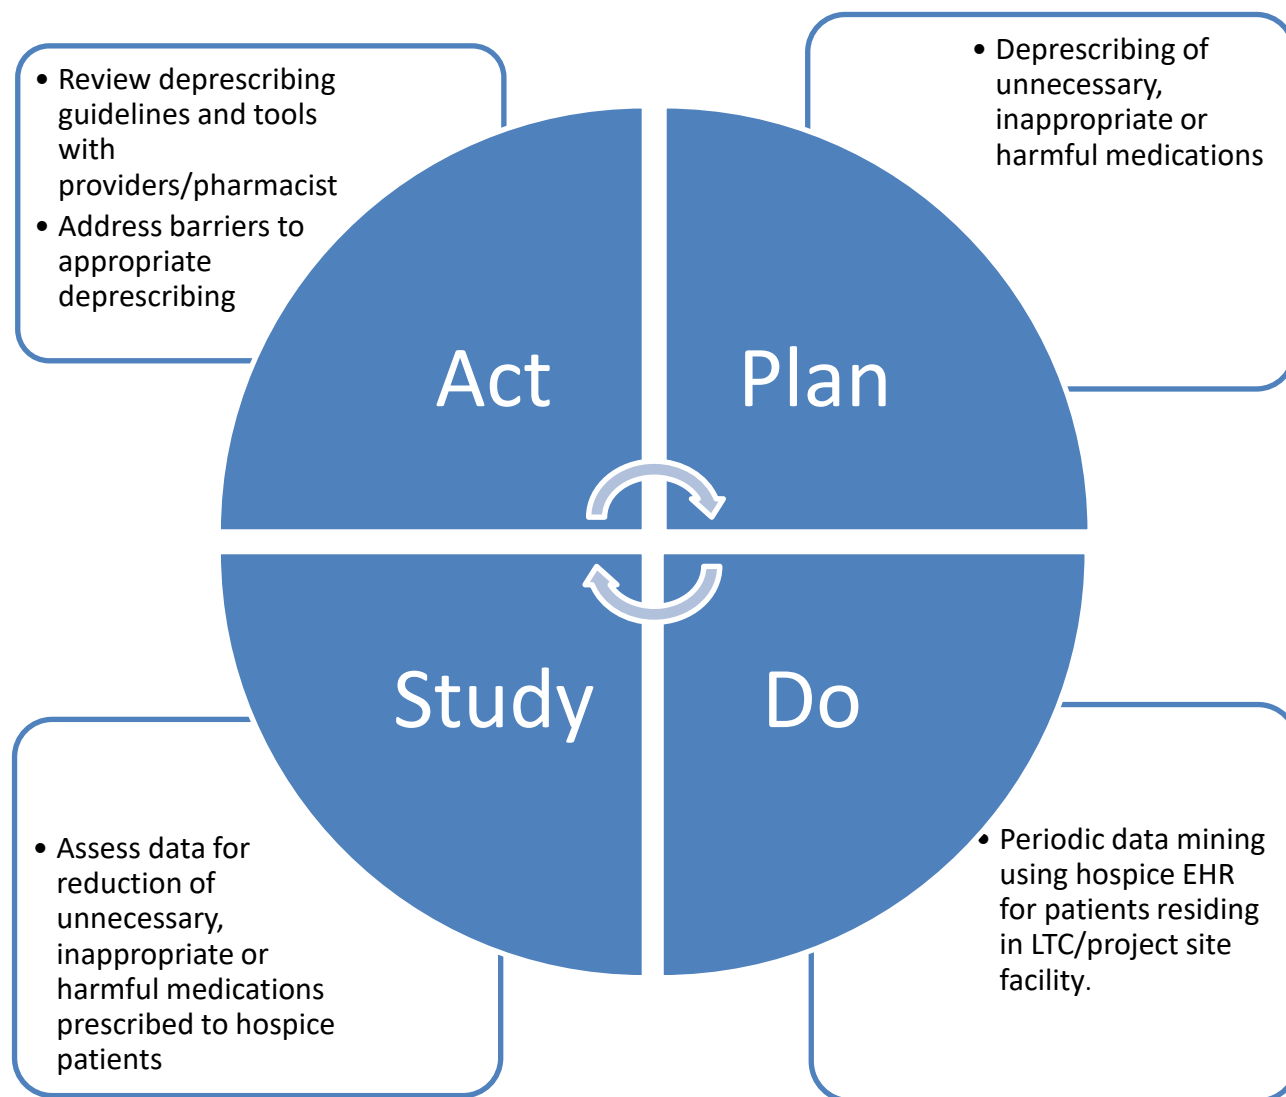 • Review deprescribing
guidelines and tools
with
providers/pharmacist
• Address barriers to
appropriate
deprescribing
• Deprescribing of
unnecessary,
inappropriate or
harmful medications
Act
Plan
Study
Do
• Assess data for
reduction of
unnecessary,
inappropriate or
harmful medications
prescribed to hospice
patients
• Periodic data mining
using hospice EHR
for patients residing
in LTC/project site
facility.